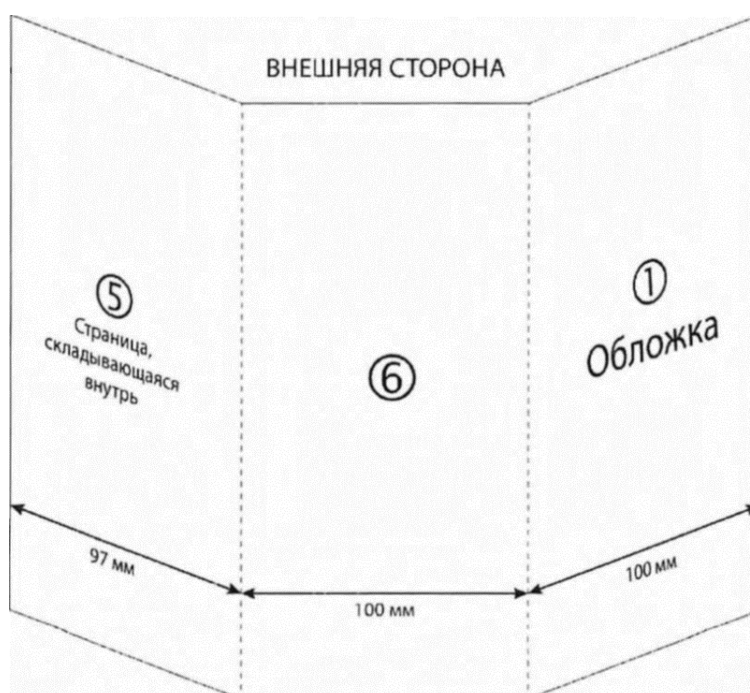 ВНЕШНЯЯ СТОРОНА
5
Страница,
складывающаяся
внутрь
6
1
Обложка
97 мм
100 мм
100 мм